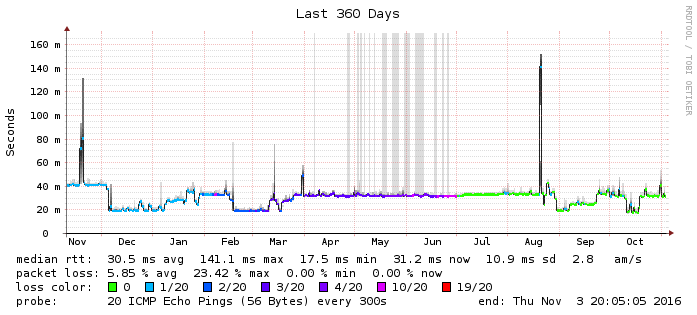 Last 360 Days
RRDTOOL / TOBI OETIKER
Seconds
160 m
140 m
120 m
100 m
80 m
60 m
40 m
20 m
0
Nov Dec Jan Feb Mar Apr May Jun Jul Aug Sep Oct
median rtt: 30.5 ms avg 141.1 ms max 17.5 ms min 31.2 ms now 10.9 ms sd 2.8 am/s
packet loss: 5.85 % avg 23.42 % max 0.00 % min 0.00 % now
loss color: 0 1/20 2/20 3/20 4/20 10/20 19/20
probe: 20 ICMP Echo Pings (56 Bytes) every 300s end: Thu Nov 3 20:05:05 2016